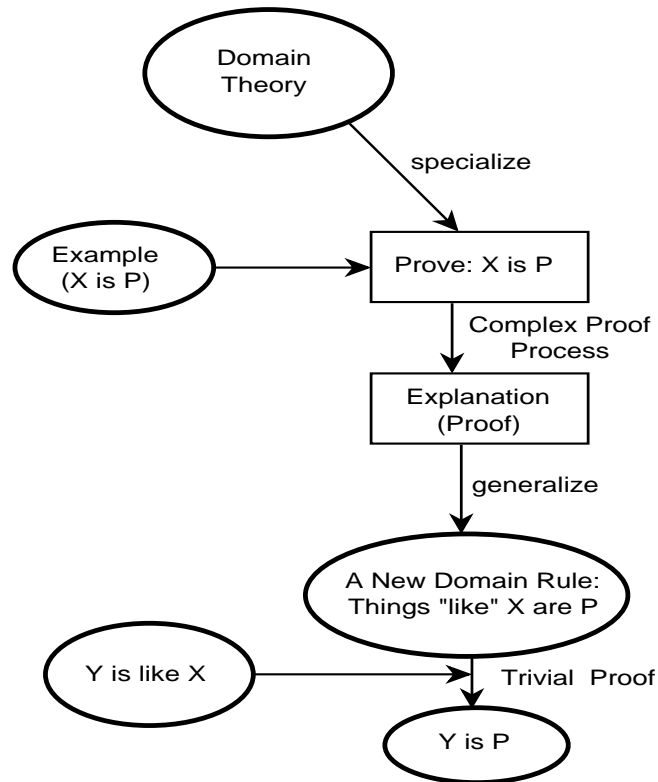 Domain
Theory
specialize
Example
(X is P)
Prove: X is P
Complex Proof
Process
Explanation
(Proof)
generalize
A New Domain Rule:
Things "like" X are P
Y is like X
Trivial Proof
Y is P